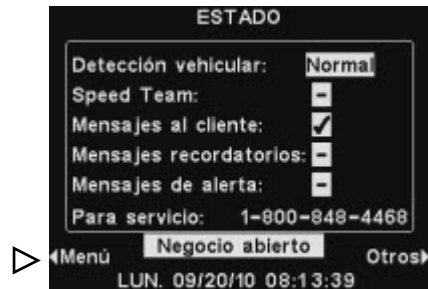 ESTADO
Detección vehicular: Normal
Speed Team: -
Mensajes al cliente: ✓
Mensajes recordatorios: -
Mensajes de alerta: -
Para servicio: 1-800-848-4468
Negocio abierto
Menú Otros
LUN. 09/20/10 08:13:39